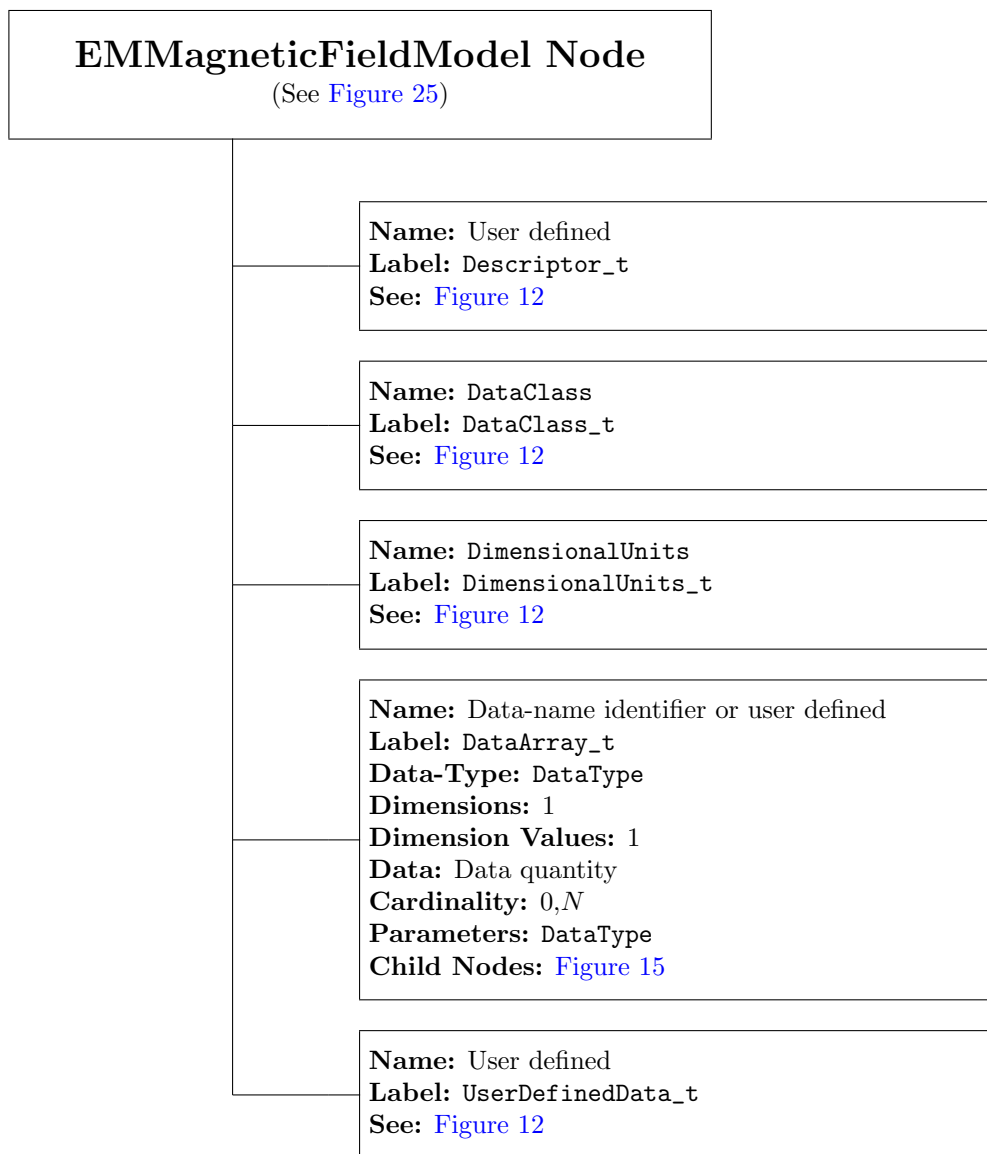 EMMagneticFieldModel Node
(See Figure 25)
Name: User defined
Label: Descriptor_t
See: Figure 12
Name: DataClass
Label: DataClass_t
See: Figure 12
Name: DimensionalUnits
Label: DimensionalUnits_t
See: Figure 12
Name: Data-name identifier or user defined
Label: DataArray_t
Data-Type: DataType
Dimensions: 1
Dimension Values: 1
Data: Data quantity
Cardinality: 0,N
Parameters: DataType
Child Nodes: Figure 15
Name: User defined
Label: UserDefinedData_t
See: Figure 12